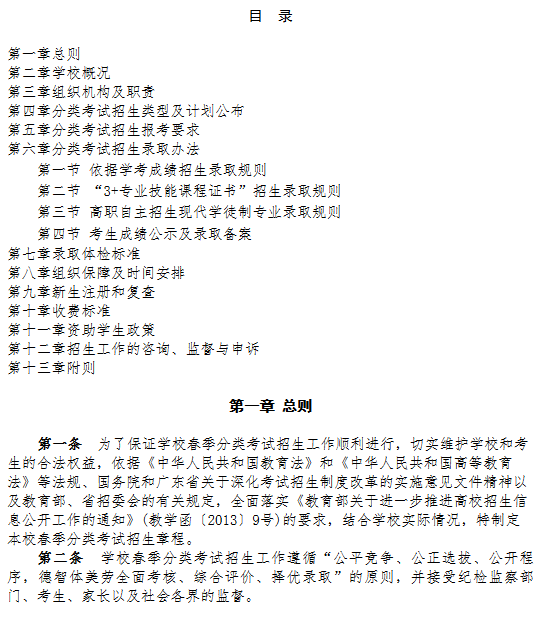 目 录
第一章总则
第二章学校概况
第三章组织机构及职责
第四章分类考试招生类型及计划公布
第五章分类考试招生报考要求
第六章分类考试招生录取办法
第一节 依据学考成绩招生录取规则
第二节 “3+专业技能课程证书”招生录取规则
第三节 高职自主招生现代学徒制专业录取规则
第四节 考生成绩公示及录取备案
第七章录取体检标准
第八章组织保障及时间安排
第九章新生注册和复查
第十章收费标准
第十一章资助学生政策
第十二章招生工作的咨询、监督与申诉
第十三章附则
第一章 总则
第一条 为了保证学校春季分类考试招生工作顺利进行，切实维护学校和考
生的合法权益，依据《中华人民共和国教育法》和《中华人民共和国高等教育
法》等法规、国务院和广东省关于深化考试招生制度改革的实施意见文件精神以
及教育部、省招委会的有关规定，全面落实《教育部关于进一步推进高校招生信
息公开工作的通知》(教学函〔2013〕9号)的要求，结合学校实际情况，特制定
本校春季分类考试招生章程。
第二条 学校春季分类考试招生工作遵循“公平竞争、公正选拔、公开程
序，德智体美劳全面考核、综合评价、择优录取”的原则，并接受纪检监察部
门、考生、家长以及社会各界的监督。